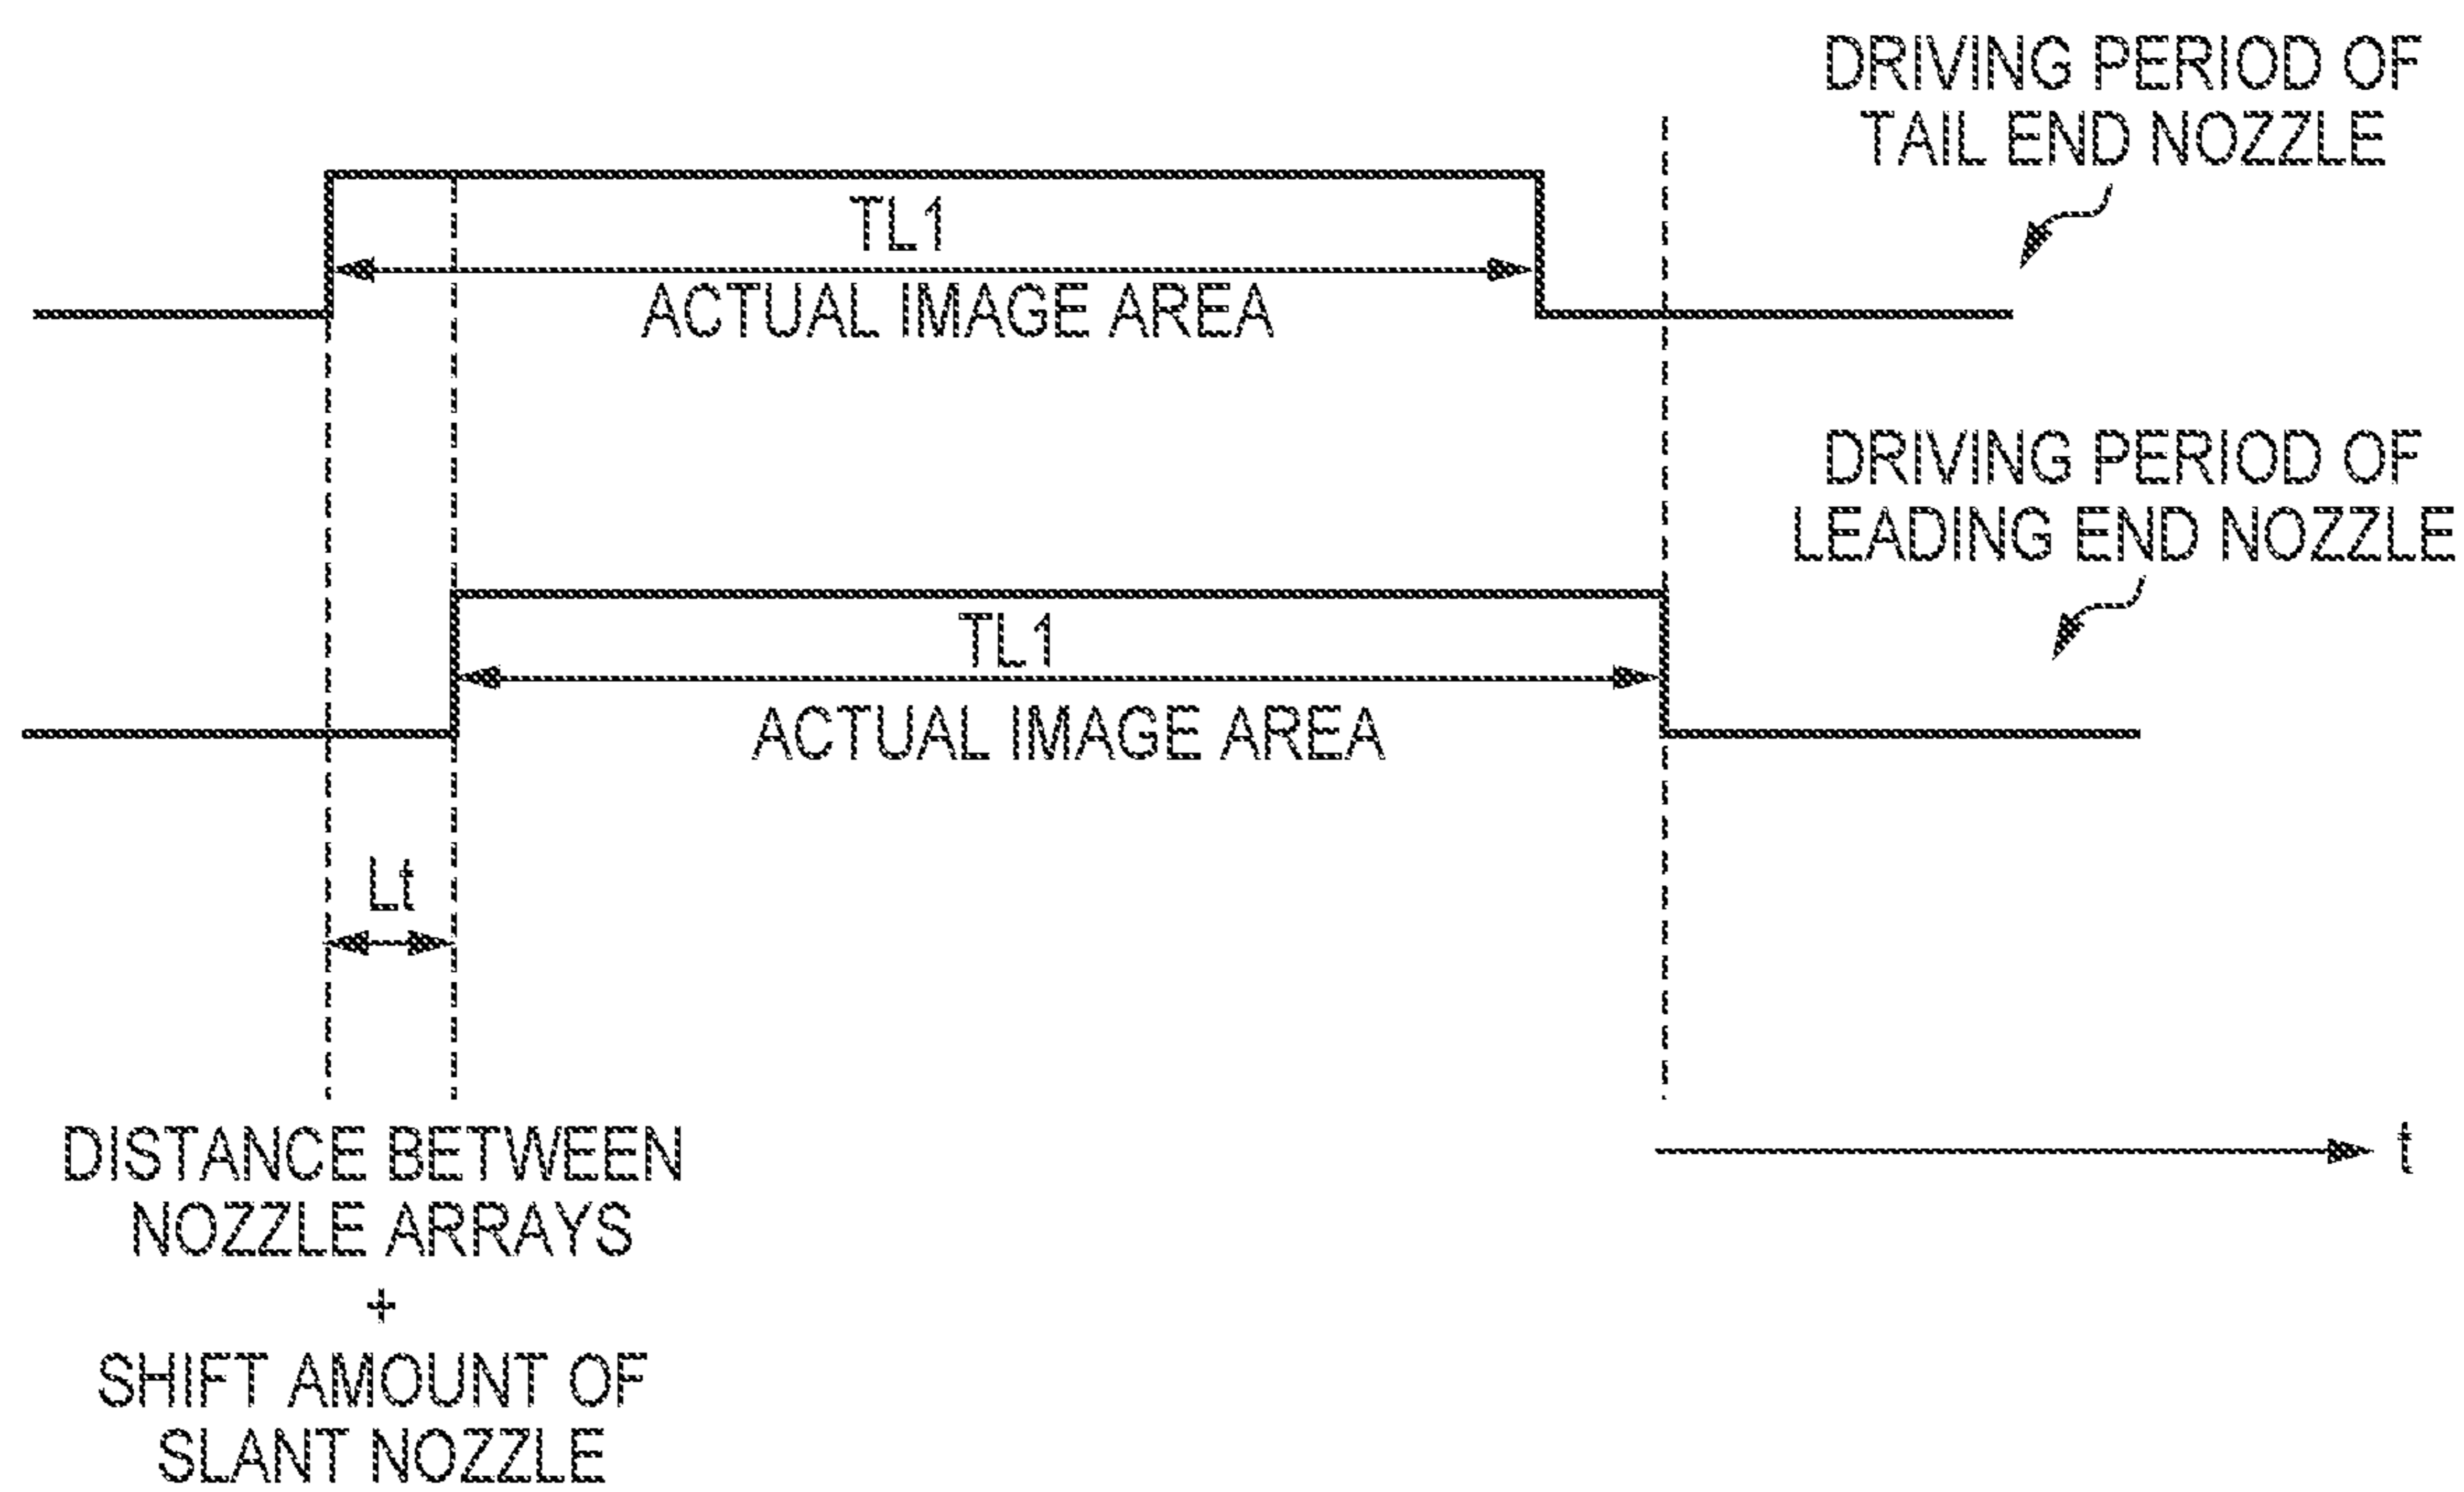 DRIVING PERIOD OF
TAIL END NOZZLE
TL1
ACTUAL IMAGE AREA
DRIVING PERIOD OF
LEADING END NOZZLE
TL1
ACTUAL IMAGE AREA
Lt
DISTANCE BETWEEN
NOZZLE ARRAYS
+
SHIFT AMOUNT OF
SLANT NOZZLE
t